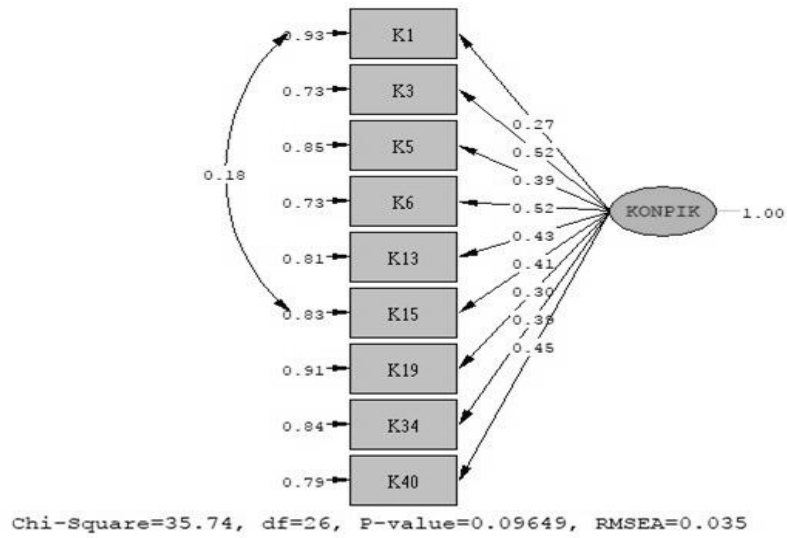 0.93 K1
0.27
0.73 K3
0.52
0.85 K5
0.39
0.18
0.73 K6
0.52
KONPIK 1.00
0.43
0.81 K13
0.41
0.30
0.83 K15
0.39
0.45
0.91 K19
0.84 K34
0.79 K40
Chi-Square=35.74, df=26, P-value=0.09649, RMSEA=0.035